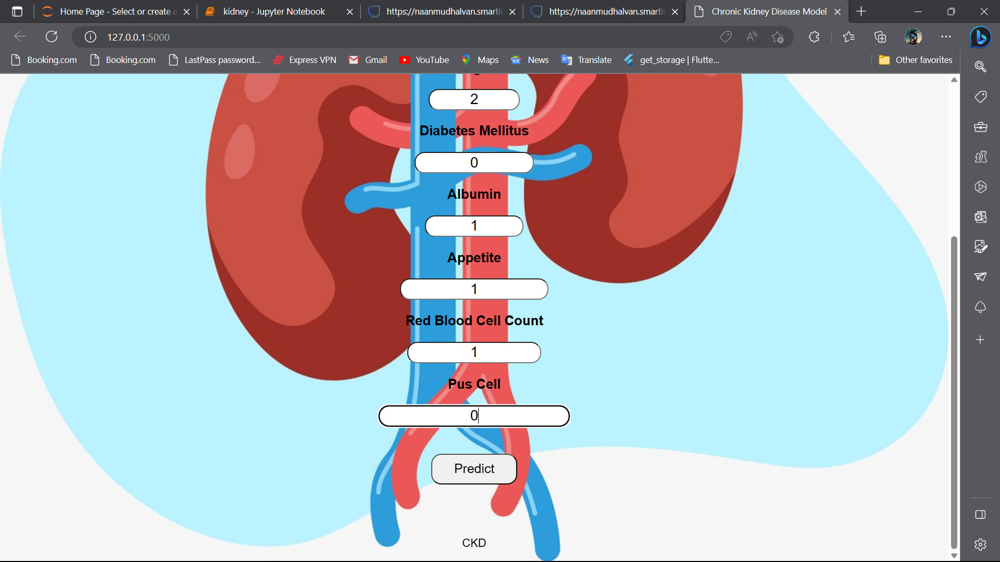 Home Page - Select or create a
kidney - Jupyter Notebook
https://naanmudhalvan.smarti
https://naanmudhalvan.smarti
Chronic Kidney Disease Model
127.0.0.1:5000
Booking.com
Booking.com
LastPass password...
Express VPN
Gmail
YouTube
Maps
News
Translate
get_storage | Flutte...
Other favorites
2
Diabetes Mellitus
0
Albumin
1
Appetite
1
Red Blood Cell Count
1
Pus Cell
0
Predict
CKD